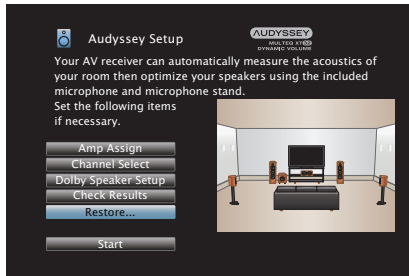 Audyssey Setup
AUDYSSEY
MULTEQ XT32
DYNAMIC VOLUME
Your AV receiver can automatically measure the acoustics of
your room then optimize your speakers using the included
microphone and microphone stand.
Set the following items
if necessary.
Amp Assign
Channel Select
Dolby Speaker Setup
Check Results
Restore...
Start